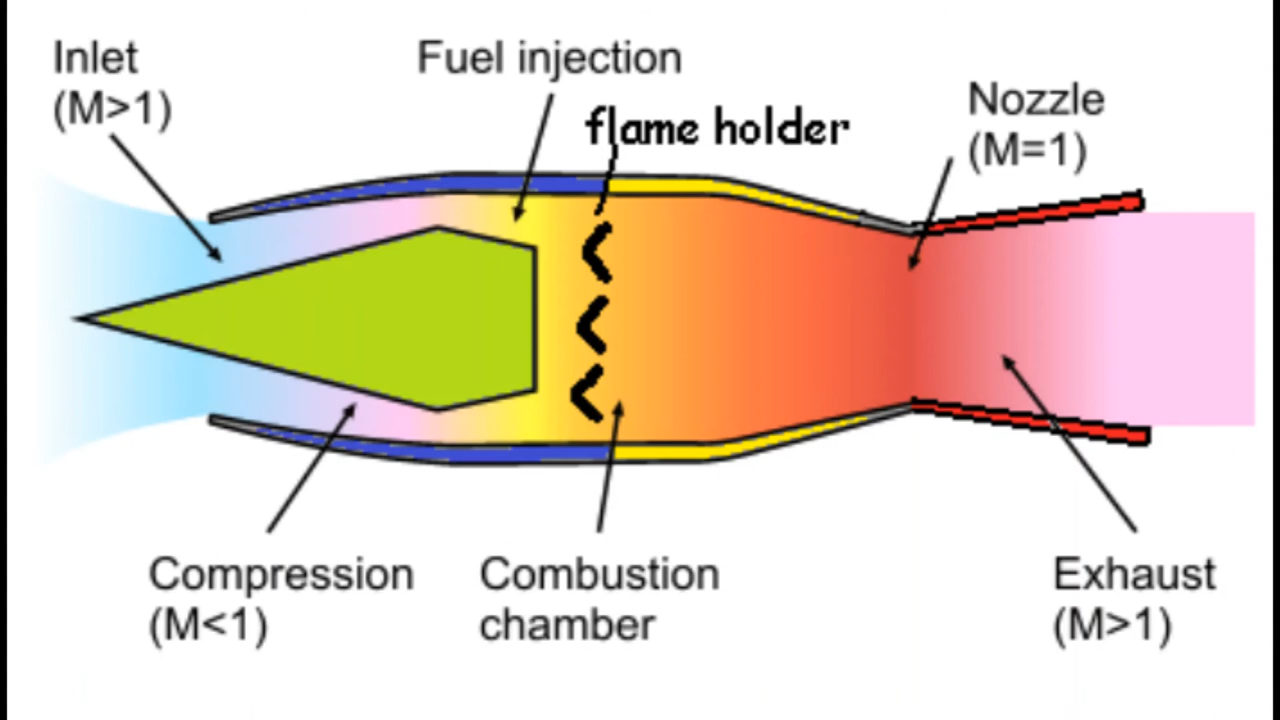 Inlet
(M>1)
Fuel injection
flame holder
Nozzle
(M=1)
Compression
(M<1)
Combustion
chamber
Exhaust
(M>1)